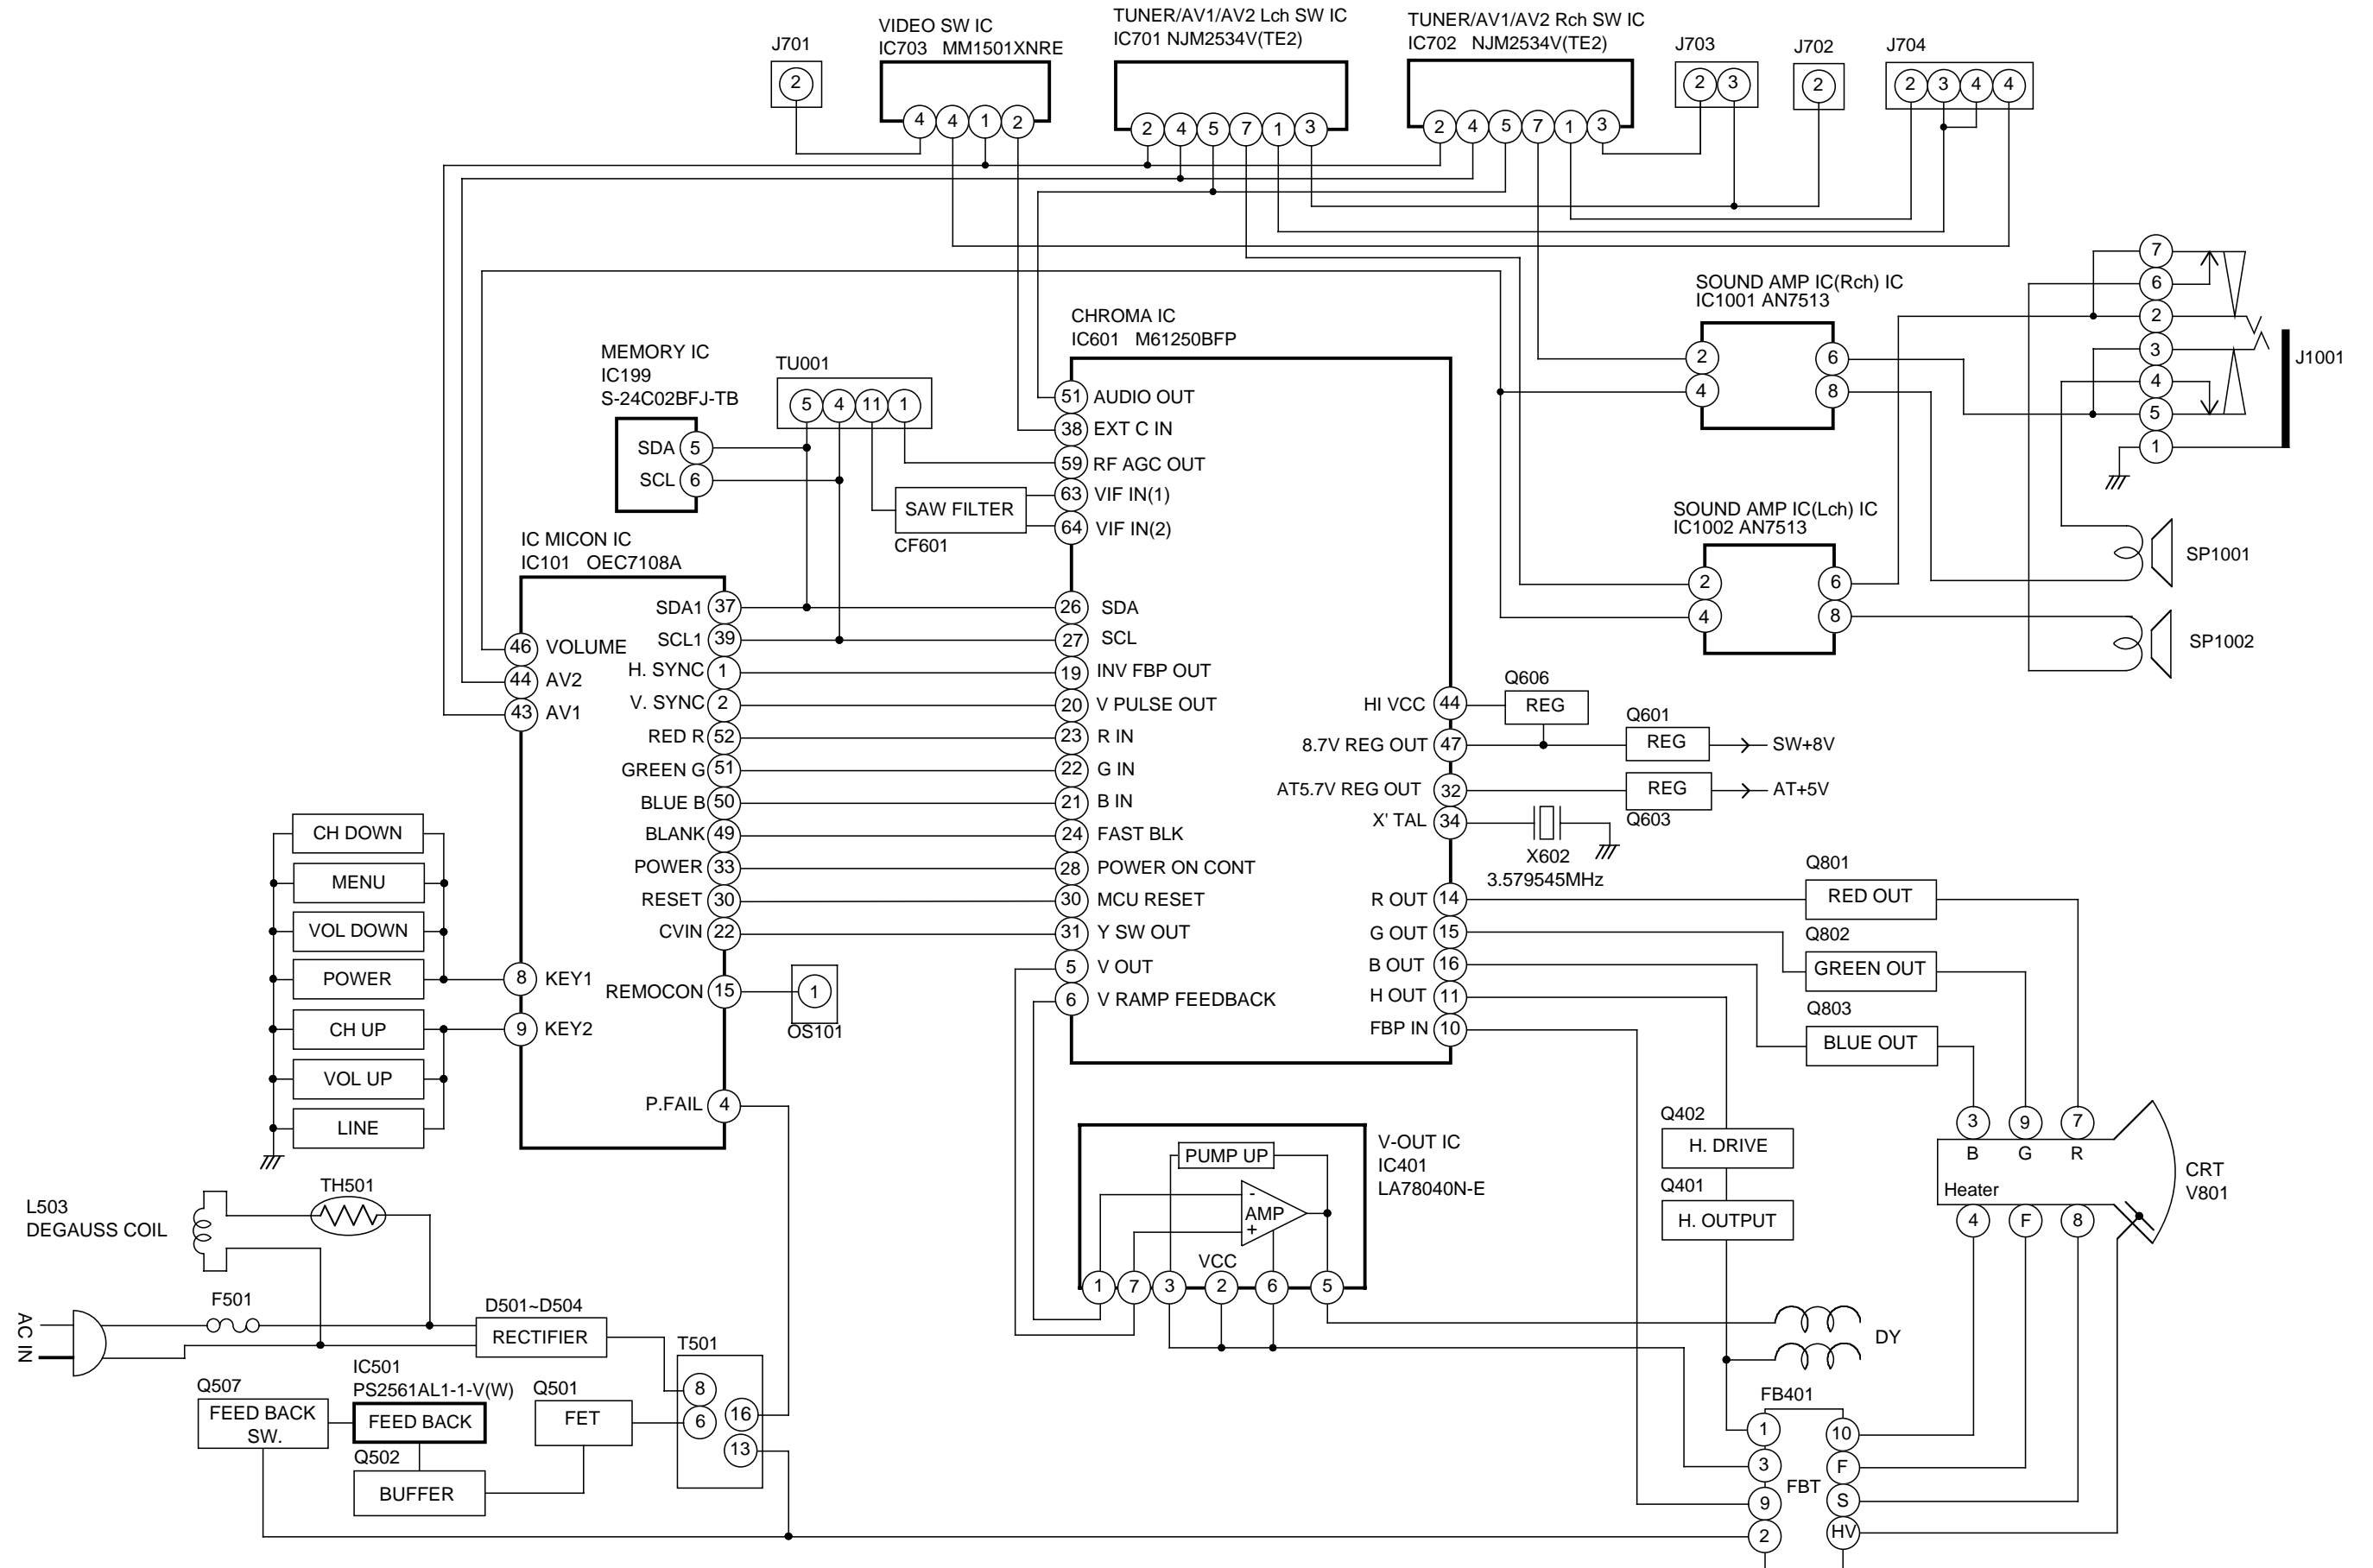 VIDEO SW IC
IC703 MM1501XNRE
4 4 1 2
J701
2
TUNER/AV1/AV2 Lch SW IC
IC701 NJM2534V(TE2)
2 4 5 7 1 3
TUNER/AV1/AV2 Rch SW IC
IC702 NJM2534V(TE2)
2 4 5 7 1 3
J703
2 3
J702
2
J704
2 3 4 4
SOUND AMP IC(Rch) IC
IC1001 AN7513
2 6
4 8
7
6
2
3
4
5
1
J1001
SOUND AMP IC(Lch) IC
IC1002 AN7513
2 6
4 8
SP1001
SP1002
MEMORY IC
IC199
S-24C02BFJ-TB
SDA 5
SCL 6
TU001
5 4 11 1
SAW FILTER
CF601
CHROMA IC
IC601 M61250BFP
51 AUDIO OUT
38 EXT C IN
59 RF AGC OUT
63 VIF IN(1)
64 VIF IN(2)
26 SDA
27 SCL
19 INV FBP OUT
20 V PULSE OUT
23 R IN
22 G IN
21 B IN
24 FAST BLK
28 POWER ON CONT
30 MCU RESET
31 Y SW OUT
5 V OUT
6 V RAMP FEEDBACK
HI VCC 44
8.7V REG OUT 47
AT5.7V REG OUT 32
X' TAL 34
R OUT 14
G OUT 15
B OUT 16
H OUT 11
FBP IN 10
Q606
REG
Q601
REG
SW+8V
REG
AT+5V
Q603
X602
3.579545MHz
IC MICON IC
IC101 OEC7108A
SDA1 37
SCL1 39
H. SYNC 1
V. SYNC 2
RED R 52
GREEN G 51
BLUE B 50
BLANK 49
POWER 33
RESET 30
CVIN 22
REMOCON 15
P.FAIL 4
46 VOLUME
44 AV2
43 AV1
8 KEY1
9 KEY2
1
OS101
CH DOWN
MENU
VOL DOWN
POWER
CH UP
VOL UP
LINE
Q801
RED OUT
Q802
GREEN OUT
Q803
BLUE OUT
3 9 7
B G R
Heater
4 F 8
CRT
V801
Q402
H. DRIVE
Q401
H. OUTPUT
V-OUT IC
IC401
LA78040N-E
PUMP UP
-
AMP
+
VCC
1 7 3 2 6 5
DY
FB401
1 10
3 F
FBT
9 S
2 HV
L503
DEGAUSS COIL
TH501
AC IN
F501
D501~D504
RECTIFIER
T501
8
6
16
13
Q507
FEED BACK
SW.
IC501
PS2561AL1-1-V(W)
FEED BACK
Q501
FET
Q502
BUFFER